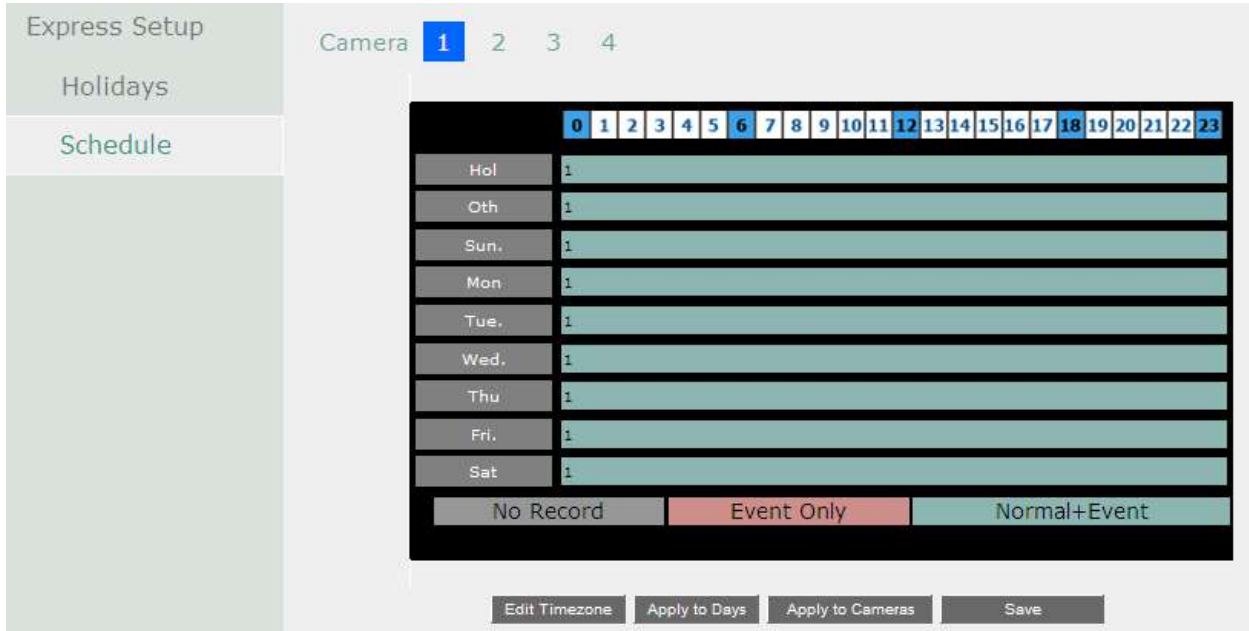 Express Setup
Holidays
Schedule
Camera 1 2 3 4
0 1 2 3 4 5 6 7 8 9 10 11 12 13 14 15 16 17 18 19 20 21 22 23
Hol 1
Oth 1
Sun. 1
Mon 1
Tue. 1
Wed. 1
Thu 1
Fri. 1
Sat 1
No Record Event Only Normal+Event
Edit Timezone Apply to Days Apply to Cameras Save